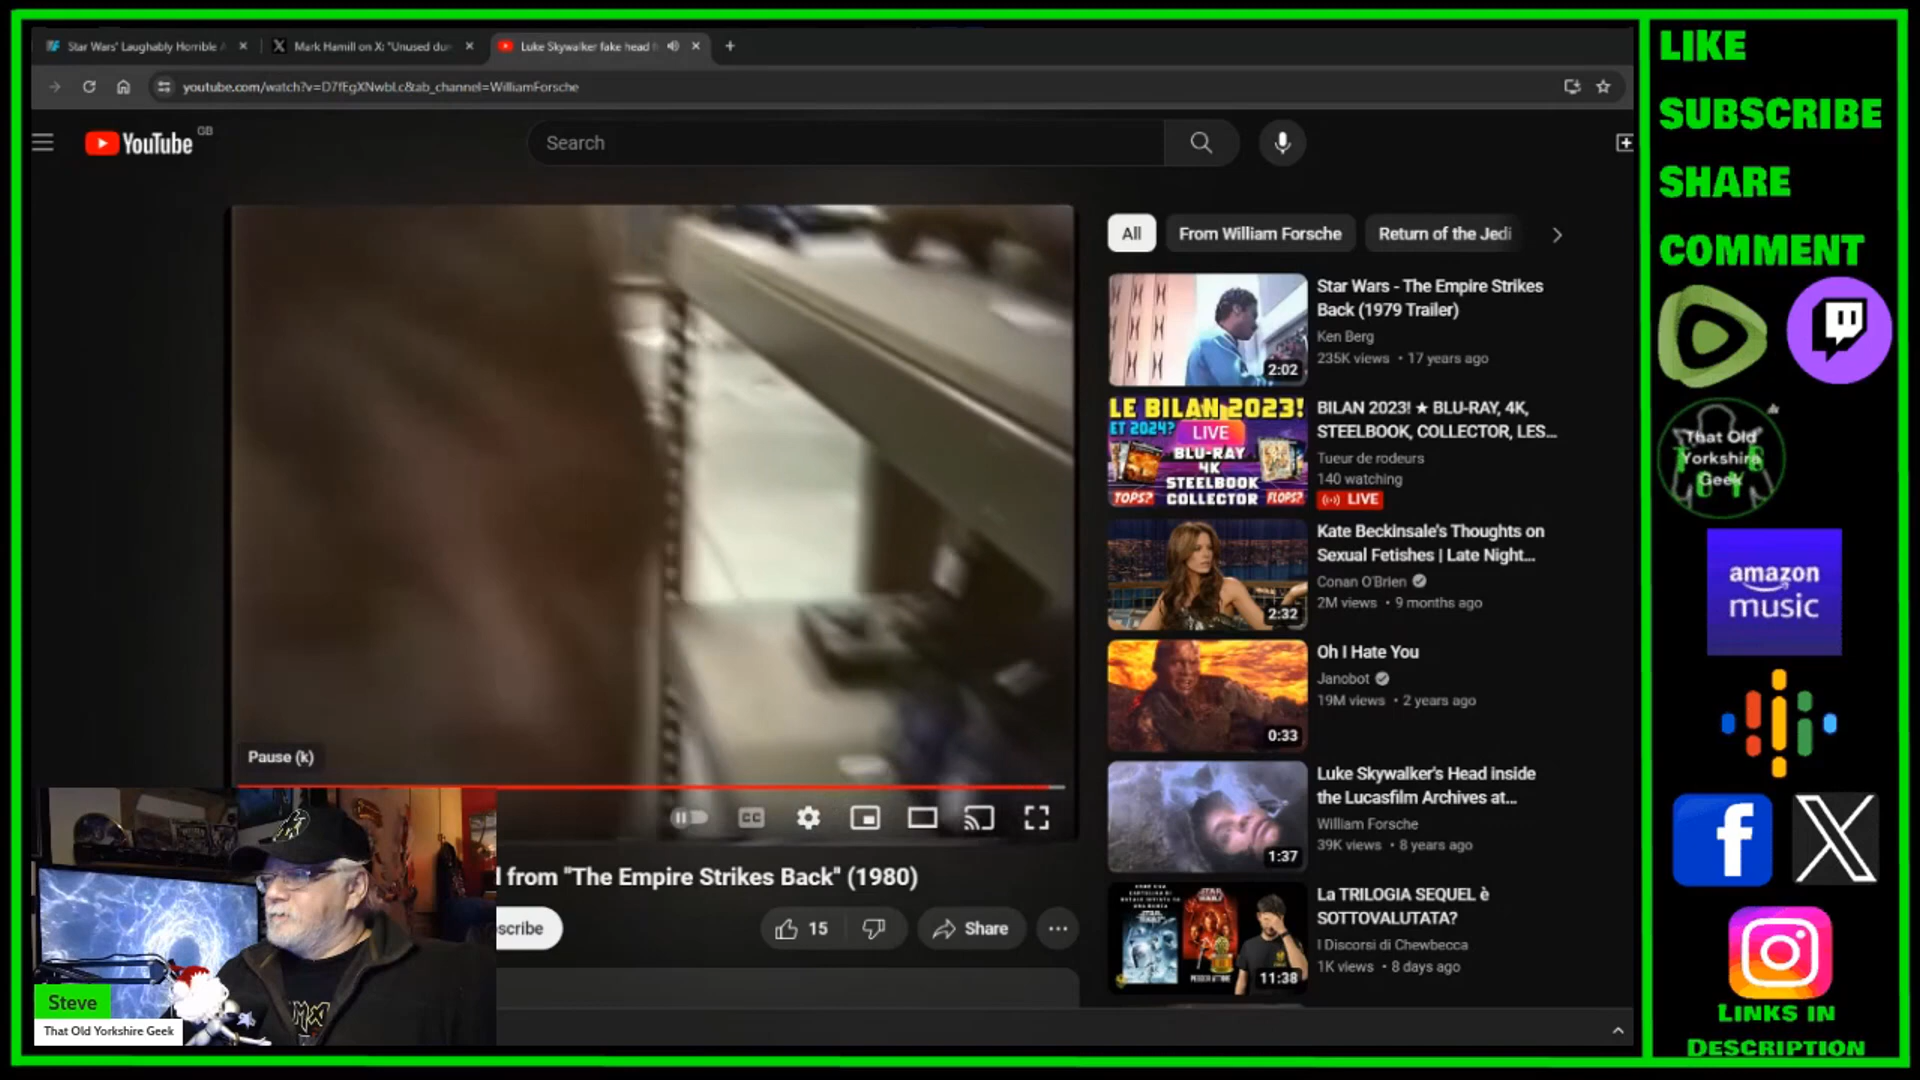 Star Wars' Laughably Horrible
Mark Hamill on X: "Unused du
Luke Skywalker fake head
youtube.com/watch?v=D7fEgXNwbLc&ab_channel=WilliamForsche
YouTube GB
Search
Pause (k)
CC
from "The Empire Strikes Back" (1980)
scribe
15
Share
Steve
That Old Yorkshire Geek
All
From William Forsche
Return of the Jedi
Star Wars - The Empire Strikes
Back (1979 Trailer)
Ken Berg
235K views • 17 years ago
2:02
LE BILAN 2023!
ET 2024?
LIVE
BLU-RAY
4K
STEELBOOK
COLLECTOR
TOPS?
FLOPS?
BILAN 2023! ★ BLU-RAY, 4K,
STEELBOOK, COLLECTOR, LES...
Tueur de rodeurs
140 watching
LIVE
Kate Beckinsale's Thoughts on
Sexual Fetishes | Late Night...
Conan O'Brien
2M views • 9 months ago
2:32
Oh I Hate You
Janobot
19M views • 2 years ago
0:33
Luke Skywalker's Head inside
the Lucasfilm Archives at...
William Forsche
39K views • 8 years ago
1:37
La TRILOGIA SEQUEL è
SOTTOVALUTATA?
I Discorsi di Chewbecca
1K views • 8 days ago
11:38
LIKE
SUBSCRIBE
SHARE
COMMENT
That Old
Yorkshire
Geek
amazon
music
LINKS IN
DESCRIPTION